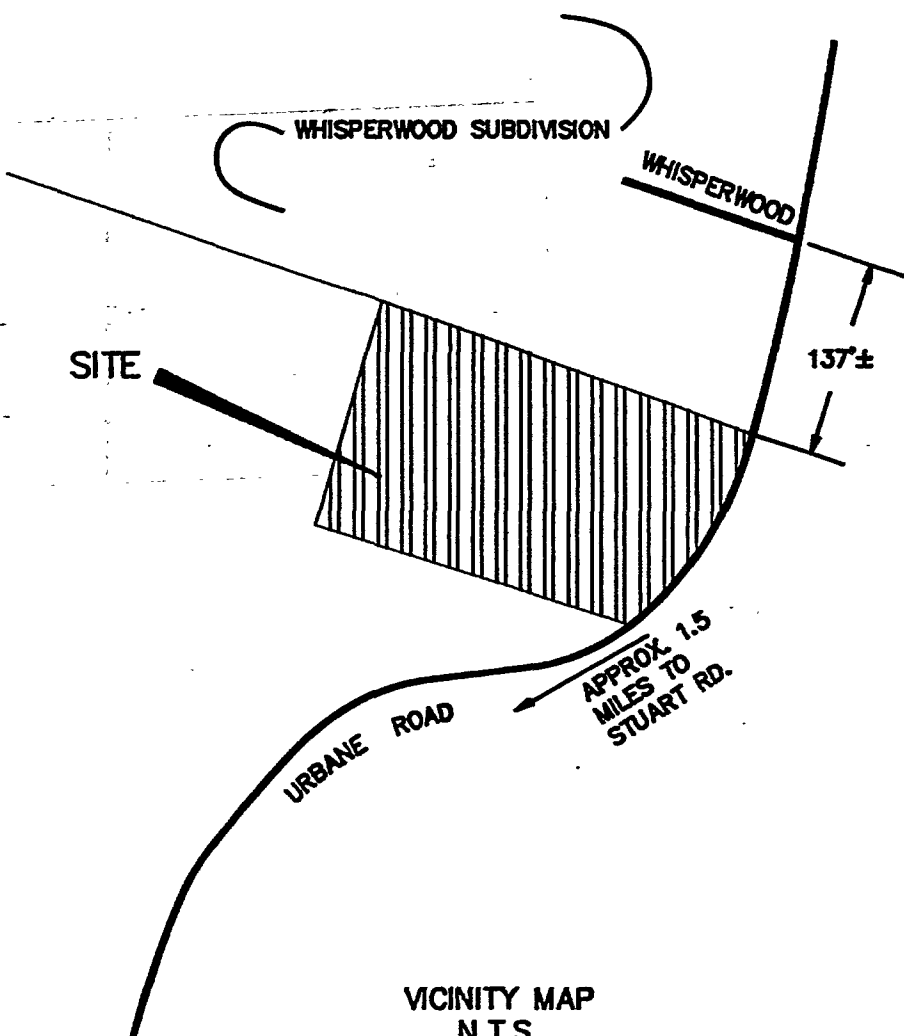 WHISPERWOOD SUBDIVISION
WHISPERWOOD
137'±
SITE
APPROX. 1.5
MILES TO
STUART RD.
URBANE ROAD
VICINITY MAP
N.T.S.